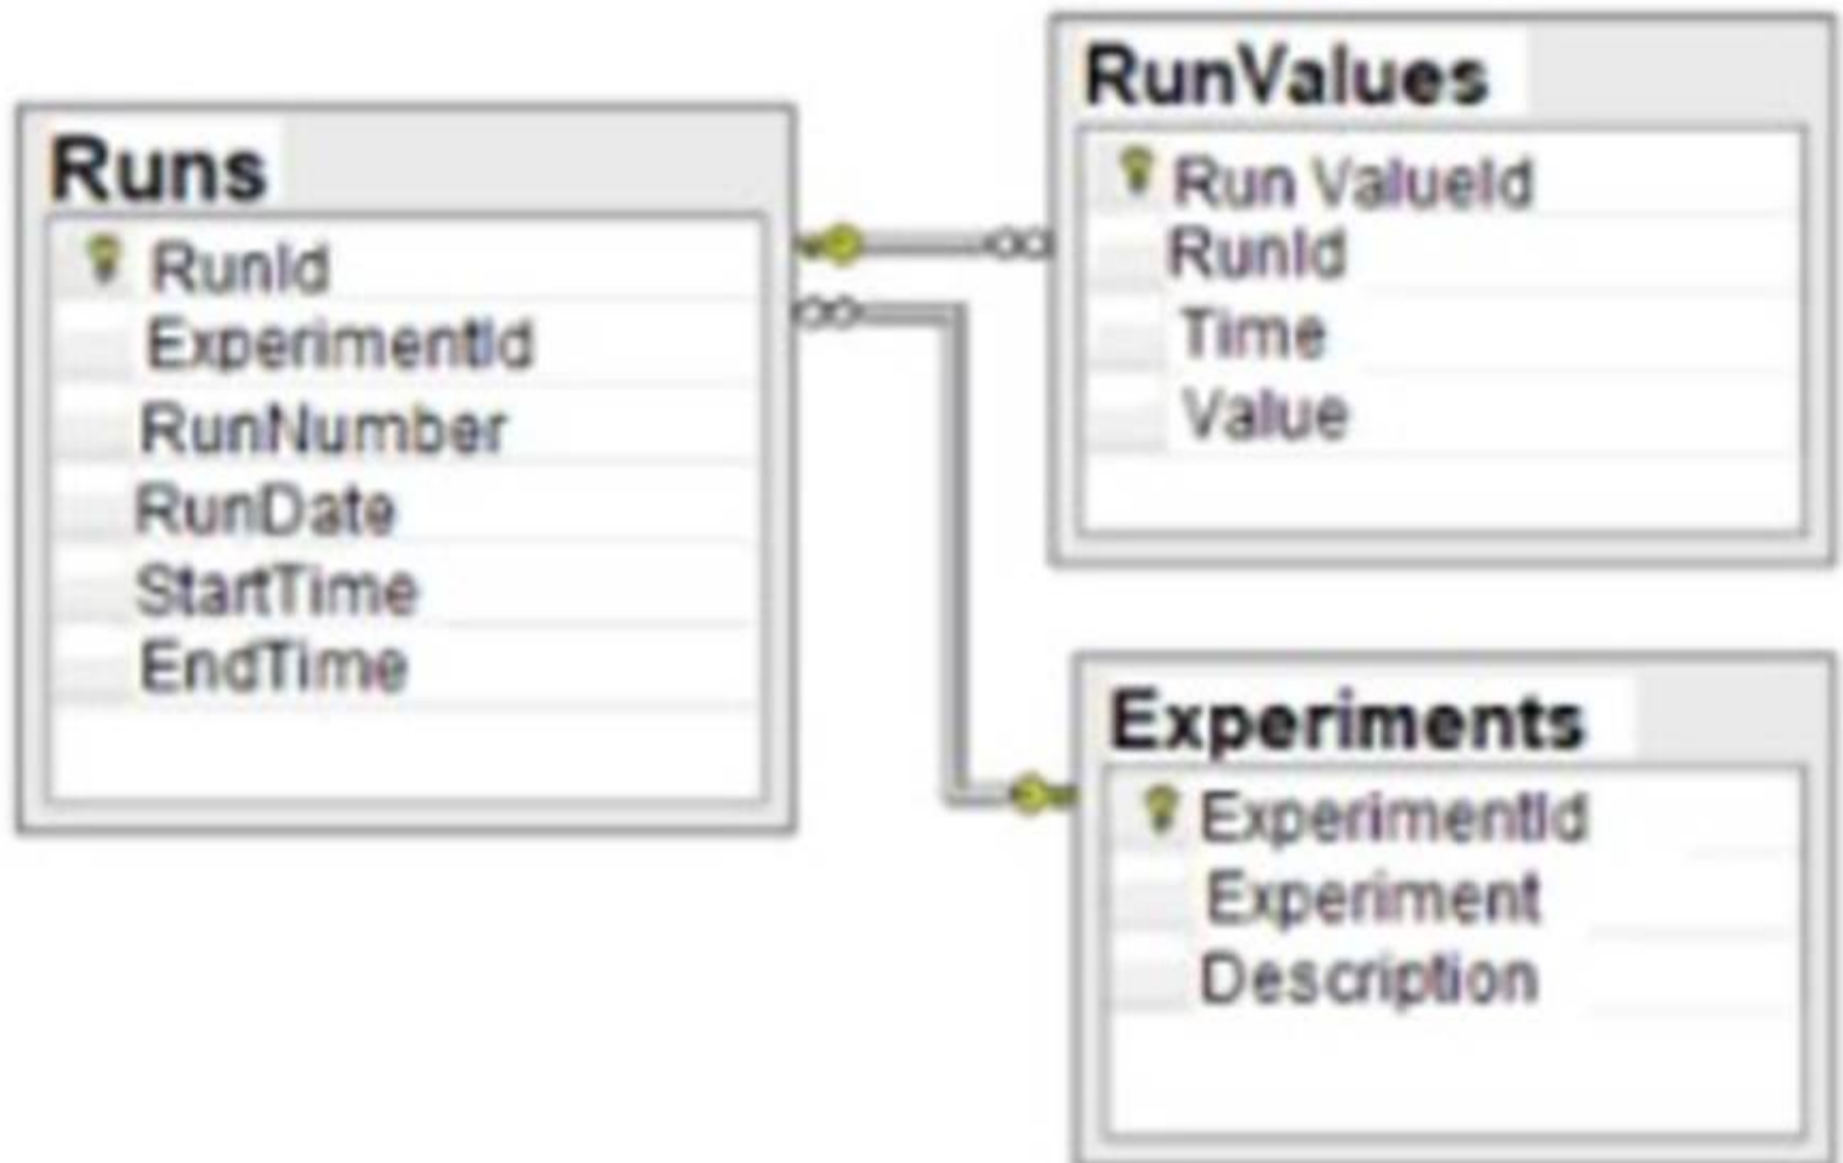 Runs
RunId
ExperimentId
RunNumber
RunDate
StartTime
EndTime
RunValues
Run ValueId
RunId
Time
Value
Experiments
ExperimentId
Experiment
Description